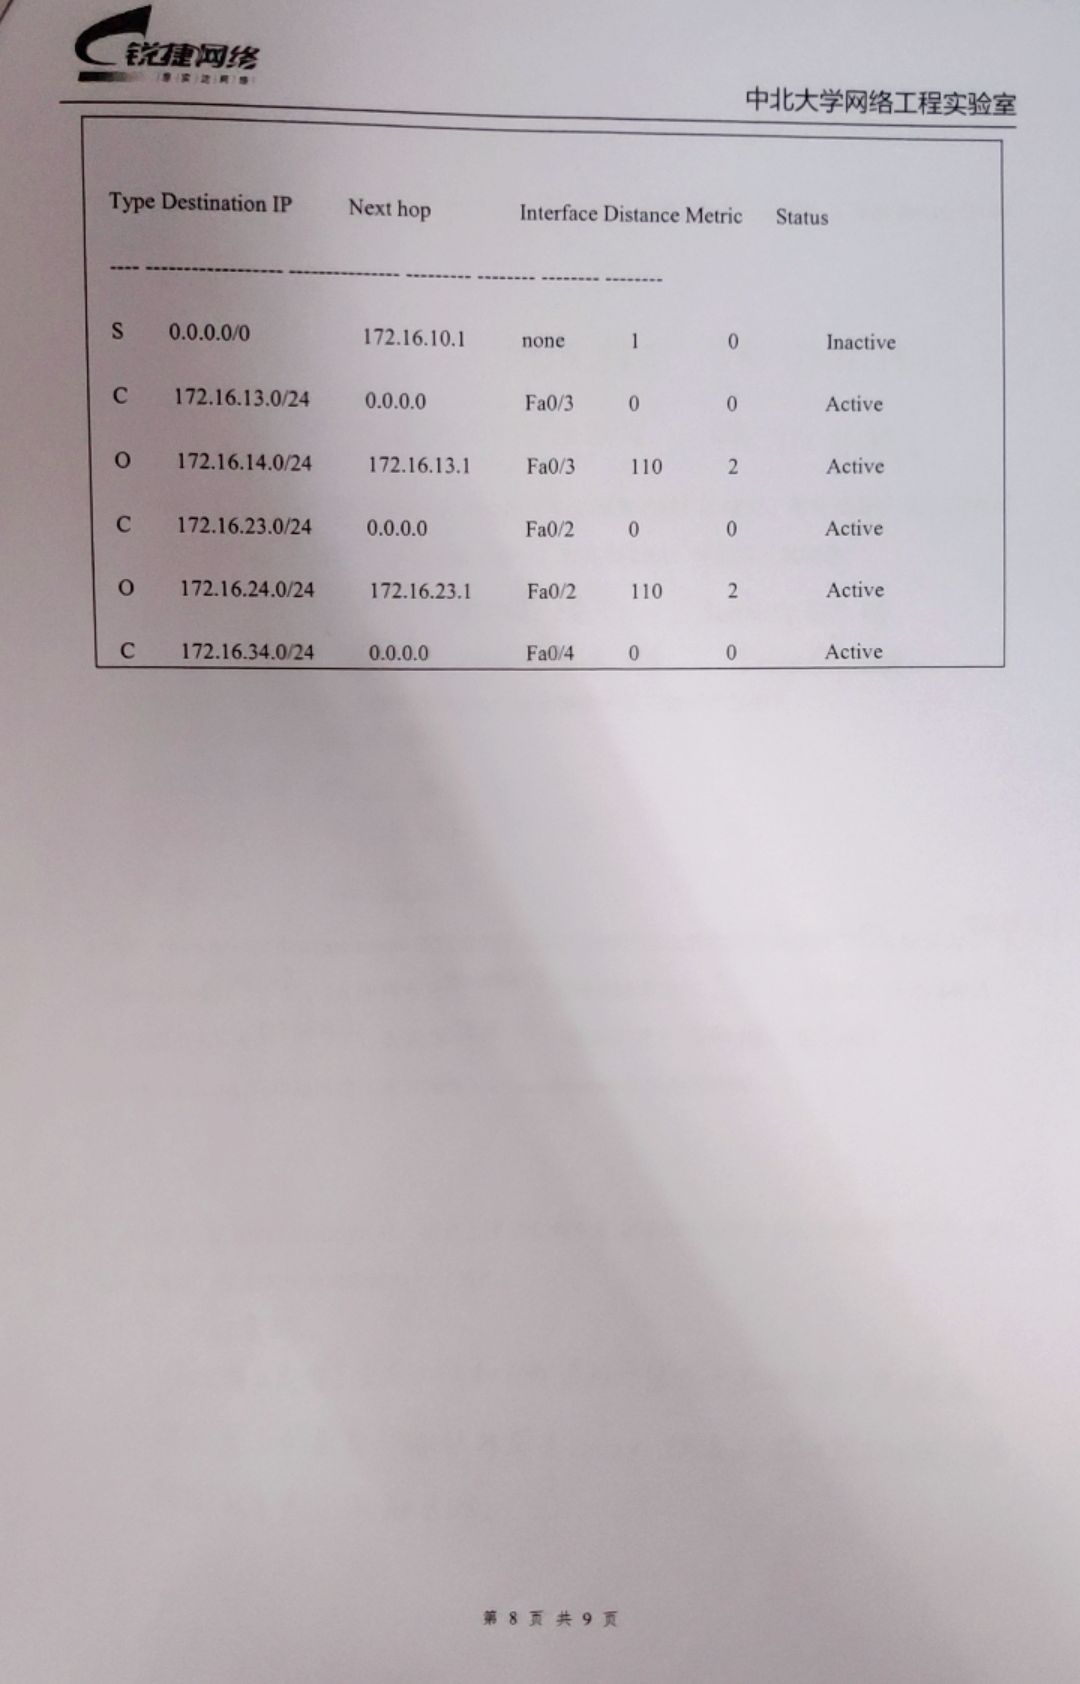 锐捷网络
中北大学网络工程实验室
Type Destination IP Next hop Interface Distance Metric Status
---- ------------------ -------------- --------- -------- -------- --------
S 0.0.0.0/0 172.16.10.1 none 1 0 Inactive
C 172.16.13.0/24 0.0.0.0 Fa0/3 0 0 Active
O 172.16.14.0/24 172.16.13.1 Fa0/3 110 2 Active
C 172.16.23.0/24 0.0.0.0 Fa0/2 0 0 Active
O 172.16.24.0/24 172.16.23.1 Fa0/2 110 2 Active
C 172.16.34.0/24 0.0.0.0 Fa0/4 0 0 Active
第 8 页 共 9 页